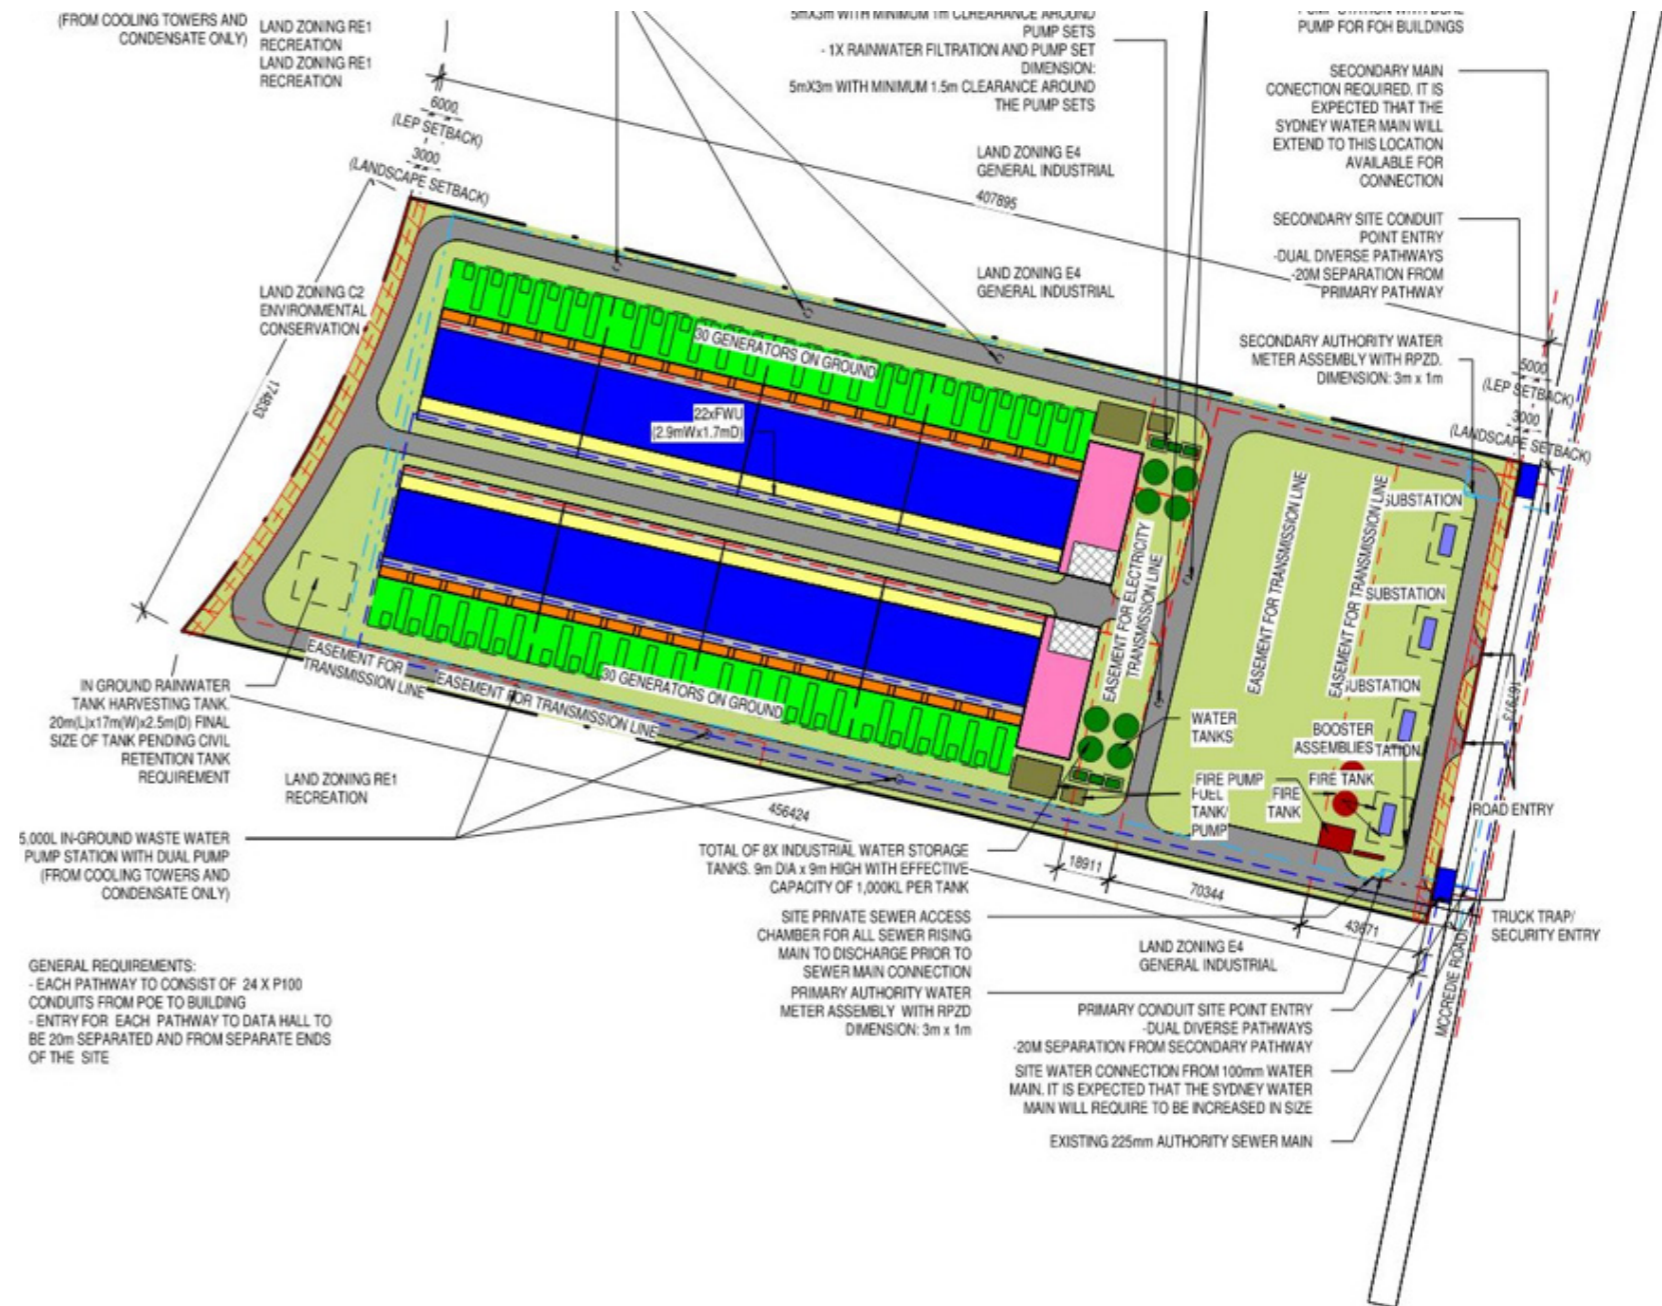 (FROM COOLING TOWERS AND
CONDENSATE ONLY)
LAND ZONING RE1
RECREATION
LAND ZONING RE1
RECREATION
5mX3m WITH MINIMUM 1m CLREARANCE AROUND
PUMP SETS
- 1X RAINWATER FILTRATION AND PUMP SET
DIMENSION:
5mX3m WITH MINIMUM 1.5m CLEARANCE AROUND
THE PUMP SETS
PUMP STATION WITH DUAL
PUMP FOR FOH BUILDINGS
SECONDARY MAIN
CONECTION REQUIRED. IT IS
EXPECTED THAT THE
SYDNEY WATER MAIN WILL
EXTEND TO THIS LOCATION
AVAILABLE FOR
CONNECTION
6000
(LEP SETBACK)
3000
(LANDSCAPE SETBACK)
LAND ZONING E4
GENERAL INDUSTRIAL
407895
SECONDARY SITE CONDUIT
POINT ENTRY
-DUAL DIVERSE PATHWAYS
-20M SEPARATION FROM
PRIMARY PATHWAY
LAND ZONING E4
GENERAL INDUSTRIAL
LAND ZONING C2
ENVIRONMENTAL
CONSERVATION
174833
SECONDARY AUTHORITY WATER
METER ASSEMBLY WITH RPZD.
DIMENSION: 3m x 1m
5000
(LEP SETBACK)
3000
(LANDSCAPE SETBACK)
30 GENERATORS ON GROUND
22xFWU
(2.9mWx1.7mD)
EASEMENT FOR ELECTRICITY
TRANSMISSION LINE
EASEMENT FOR TRANSMISSION LINE
EASEMENT FOR TRANSMISSION LINE
SUBSTATION
SUBSTATION
SUBSTATION
TATION
EASEMENT FOR
TRANSMISSION LINE
EASEMENT FOR TRANSMISSION LINE
30 GENERATORS ON GROUND
IN GROUND RAINWATER
TANK HARVESTING TANK.
20m(L)x17m(W)x2.5m(D) FINAL
SIZE OF TANK PENDING CIVIL
RETENTION TANK
REQUIREMENT
LAND ZONING RE1
RECREATION
WATER
TANKS
BOOSTER
ASSEMBLIES
FIRE PUMP
FUEL
TANK/
PUMP
FIRE
TANK
FIRE TANK
ROAD ENTRY
456424
5,000L IN-GROUND WASTE WATER
PUMP STATION WITH DUAL PUMP
(FROM COOLING TOWERS AND
CONDENSATE ONLY)
TOTAL OF 8X INDUSTRIAL WATER STORAGE
TANKS. 9m DIA x 9m HIGH WITH EFFECTIVE
CAPACITY OF 1,000KL PER TANK
18911
70344
43671
SITE PRIVATE SEWER ACCESS
CHAMBER FOR ALL SEWER RISING
MAIN TO DISCHARGE PRIOR TO
SEWER MAIN CONNECTION
LAND ZONING E4
GENERAL INDUSTRIAL
TRUCK TRAP/
SECURITY ENTRY
MCCREDIE ROAD
PRIMARY AUTHORITY WATER
METER ASSEMBLY WITH RPZD
DIMENSION: 3m x 1m
GENERAL REQUIREMENTS:
- EACH PATHWAY TO CONSIST OF 24 X P100
CONDUITS FROM POE TO BUILDING
- ENTRY FOR EACH PATHWAY TO DATA HALL TO
BE 20m SEPARATED AND FROM SEPARATE ENDS
OF THE SITE
PRIMARY CONDUIT SITE POINT ENTRY
-DUAL DIVERSE PATHWAYS
-20M SEPARATION FROM SECONDARY PATHWAY
SITE WATER CONNECTION FROM 100mm WATER
MAIN. IT IS EXPECTED THAT THE SYDNEY WATER
MAIN WILL REQUIRE TO BE INCREASED IN SIZE
EXISTING 225mm AUTHORITY SEWER MAIN